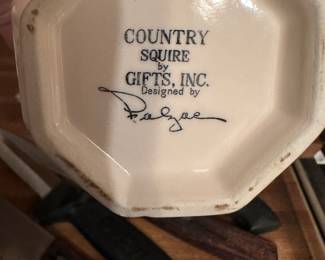 COUNTRY
SQUIRE
by
GIFTS, INC.
Designed by